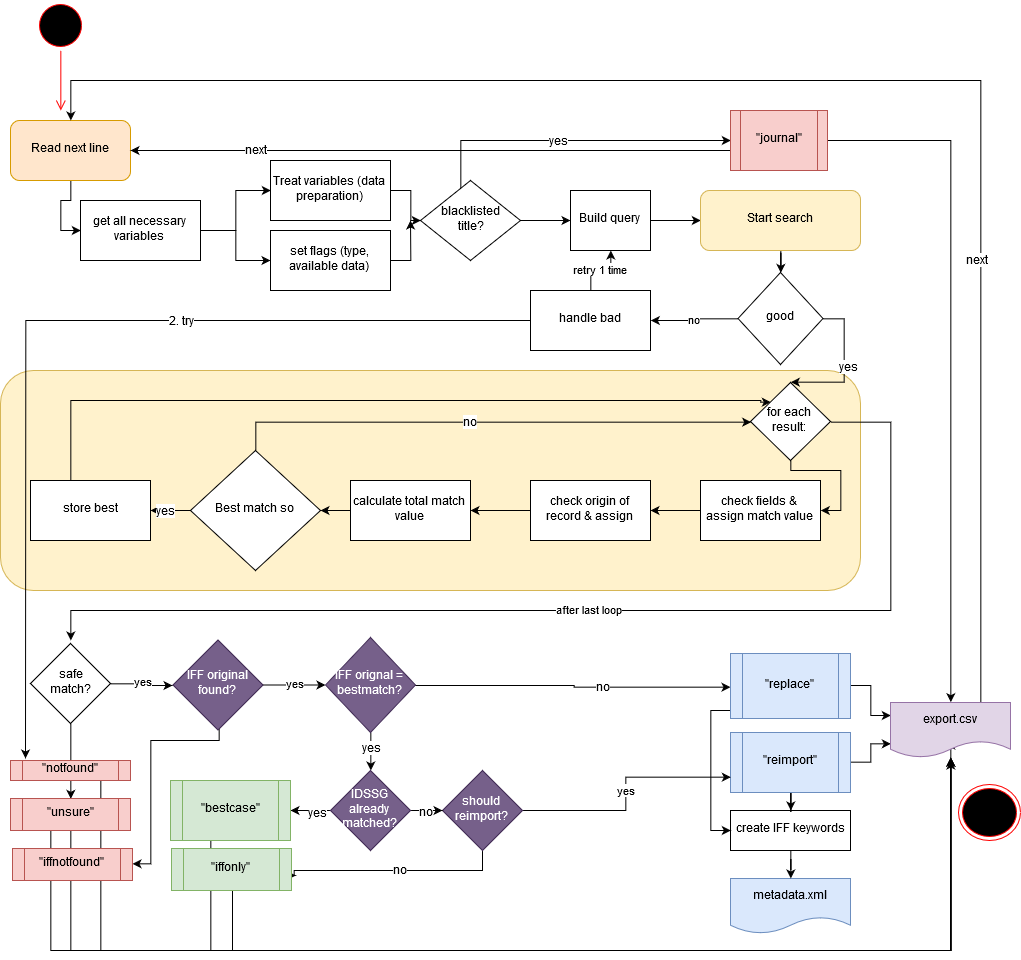 "journal"
yes
Read next line
next
Treat variables (data
preparation)
get all necessary
variables
set flags (type,
available data)
blacklisted
title?
Build query
Start search
next
retry 1 time
handle bad
no
good
2. try
yes
for each
result:
no
store best
yes
Best match so
calculate total match
value
check origin of
record & assign
check fields &
assign match value
after last loop
safe
match?
yes
IFF original
found?
yes
IFF orignal =
bestmatch?
no
"replace"
export.csv
yes
"notfound"
"reimport"
"unsure"
"bestcase"
yes
IDSSG
already
matched?
no
should
reimport?
yes
create IFF keywords
"iffnotfound"
"iffonly"
no
metadata.xml